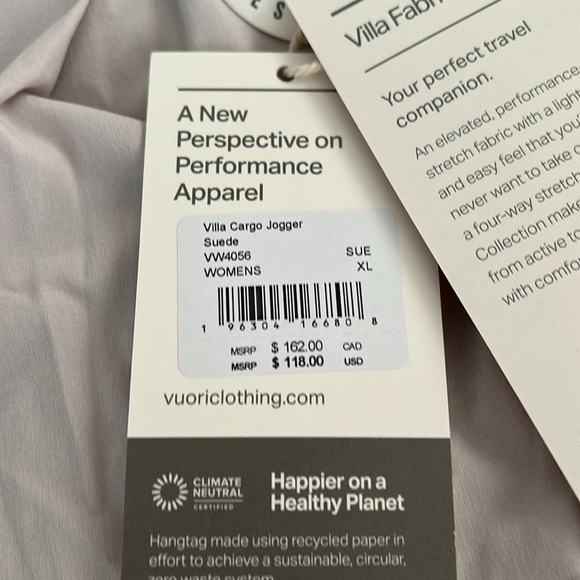 E S
Villa Fabr
Your perfect travel
companion.
An elevated, performance
stretch fabric with a light
and easy feel that you'
never want to take o
a four-way stretch
Collection make
from active to
with comfo
A New
Perspective on
Performance
Apparel
Villa Cargo Jogger
Suede
VW4056 SUE
WOMENS XL
1 96304 16680 8
MSRP $ 162.00 CAD
MSRP $ 118.00 USD
vuoriclothing.com
CLIMATE
NEUTRAL
CERTIFIED
Happier on a
Healthy Planet
Hangtag made using recycled paper in
effort to achieve a sustainable, circular,
zero waste system